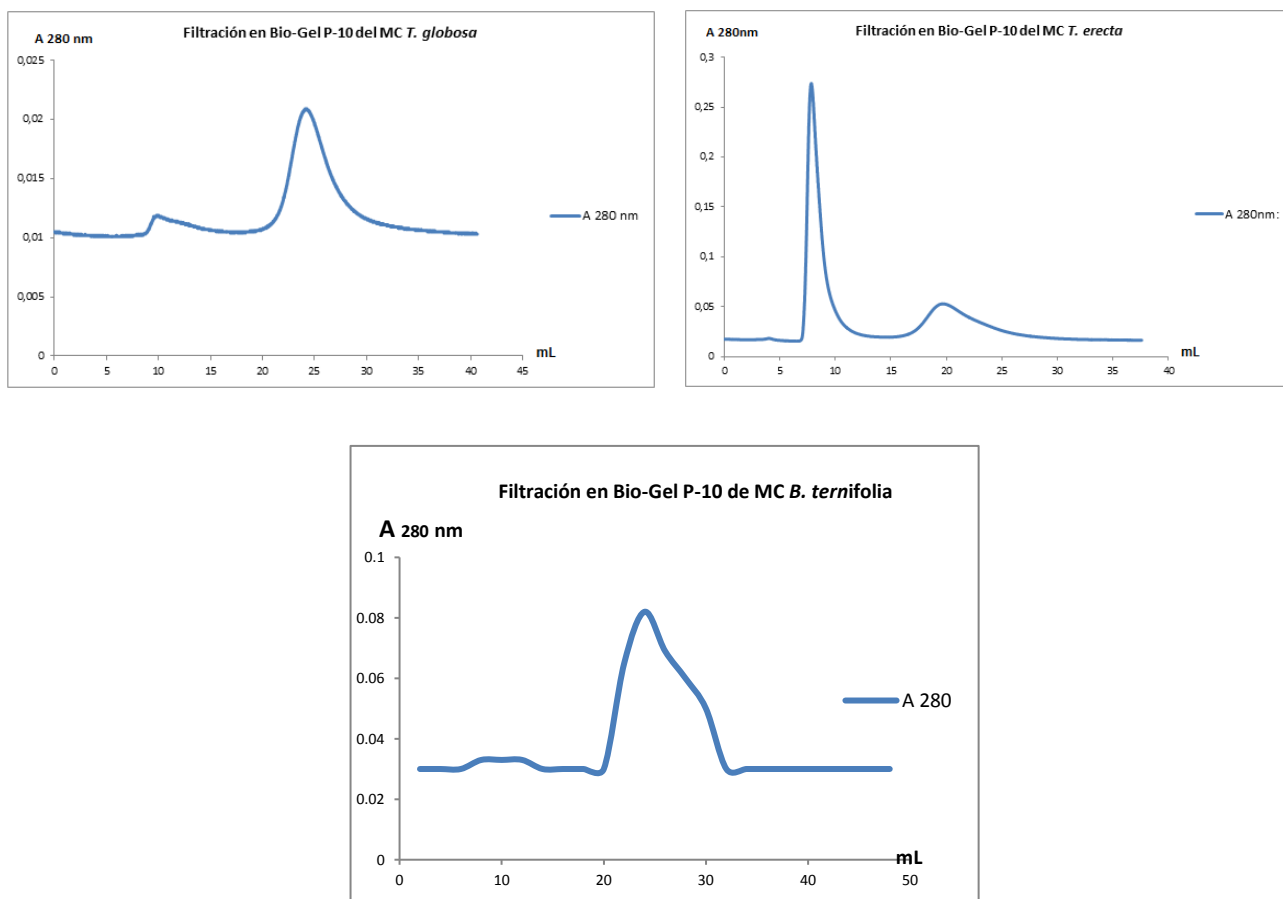 Filtración en Bio-Gel P-10 del MC T. globosa
A 280 nm
0,025
0,02
0,015
0,01
0,005
0
0 5 10 15 20 25 30 35 40 45
mL
A 280 nm
Filtración en Bio-Gel P-10 del MC T. erecta
A 280nm
0,3
0,25
0,2
0,15
0,1
0,05
0
0 5 10 15 20 25 30 35 40
mL
A 280nm:
Filtración en Bio-Gel P-10 de MC B. ternifolia
A 280 nm
0.1
0.08
0.06
0.04
0.02
0
0 10 20 30 40 50
mL
A 280